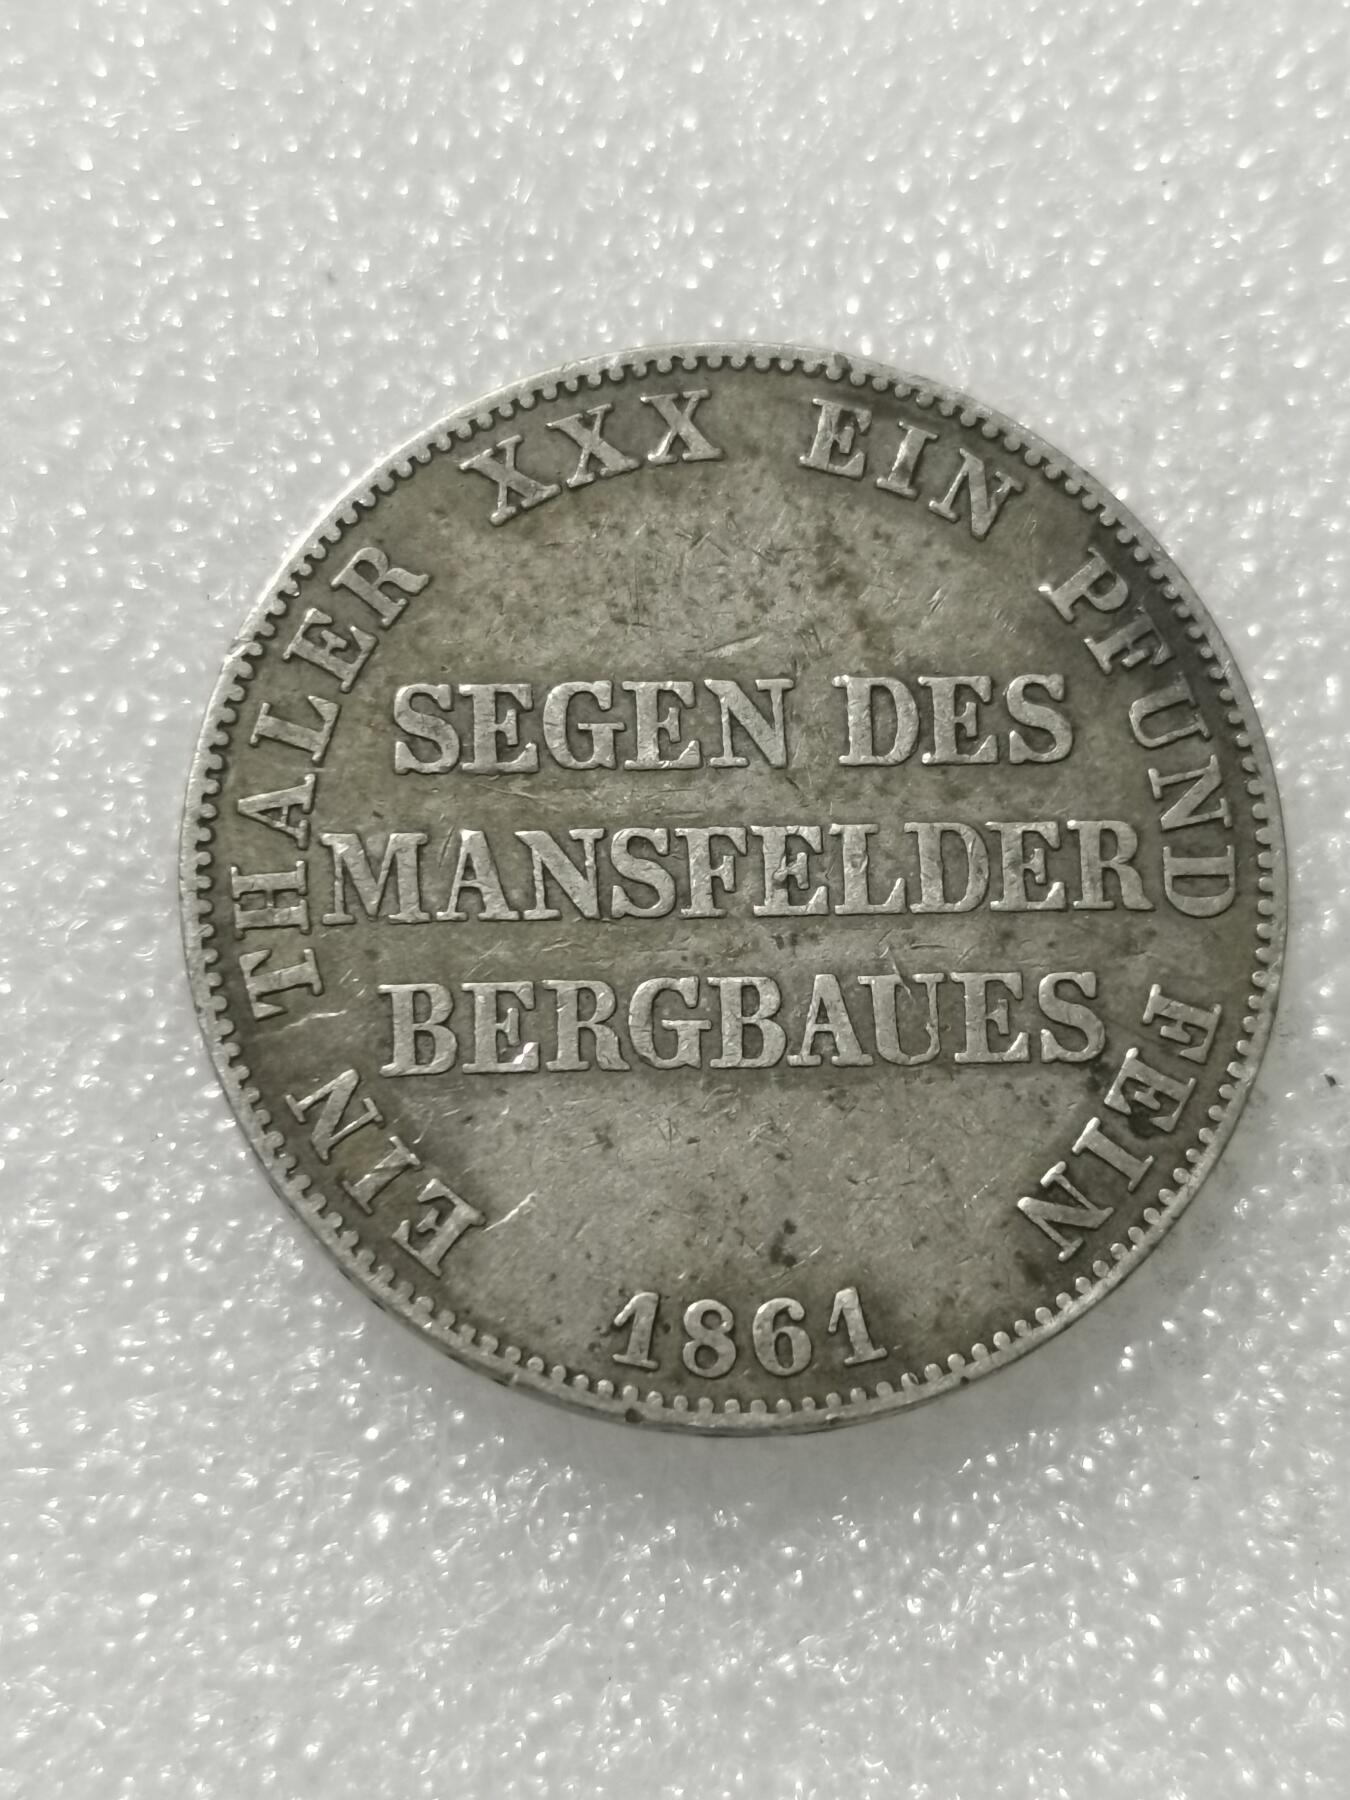 EIN THALER XXX EIN PFUND FEIN
SEGEN DES
MANSFELDER
BERGBAUES
1861